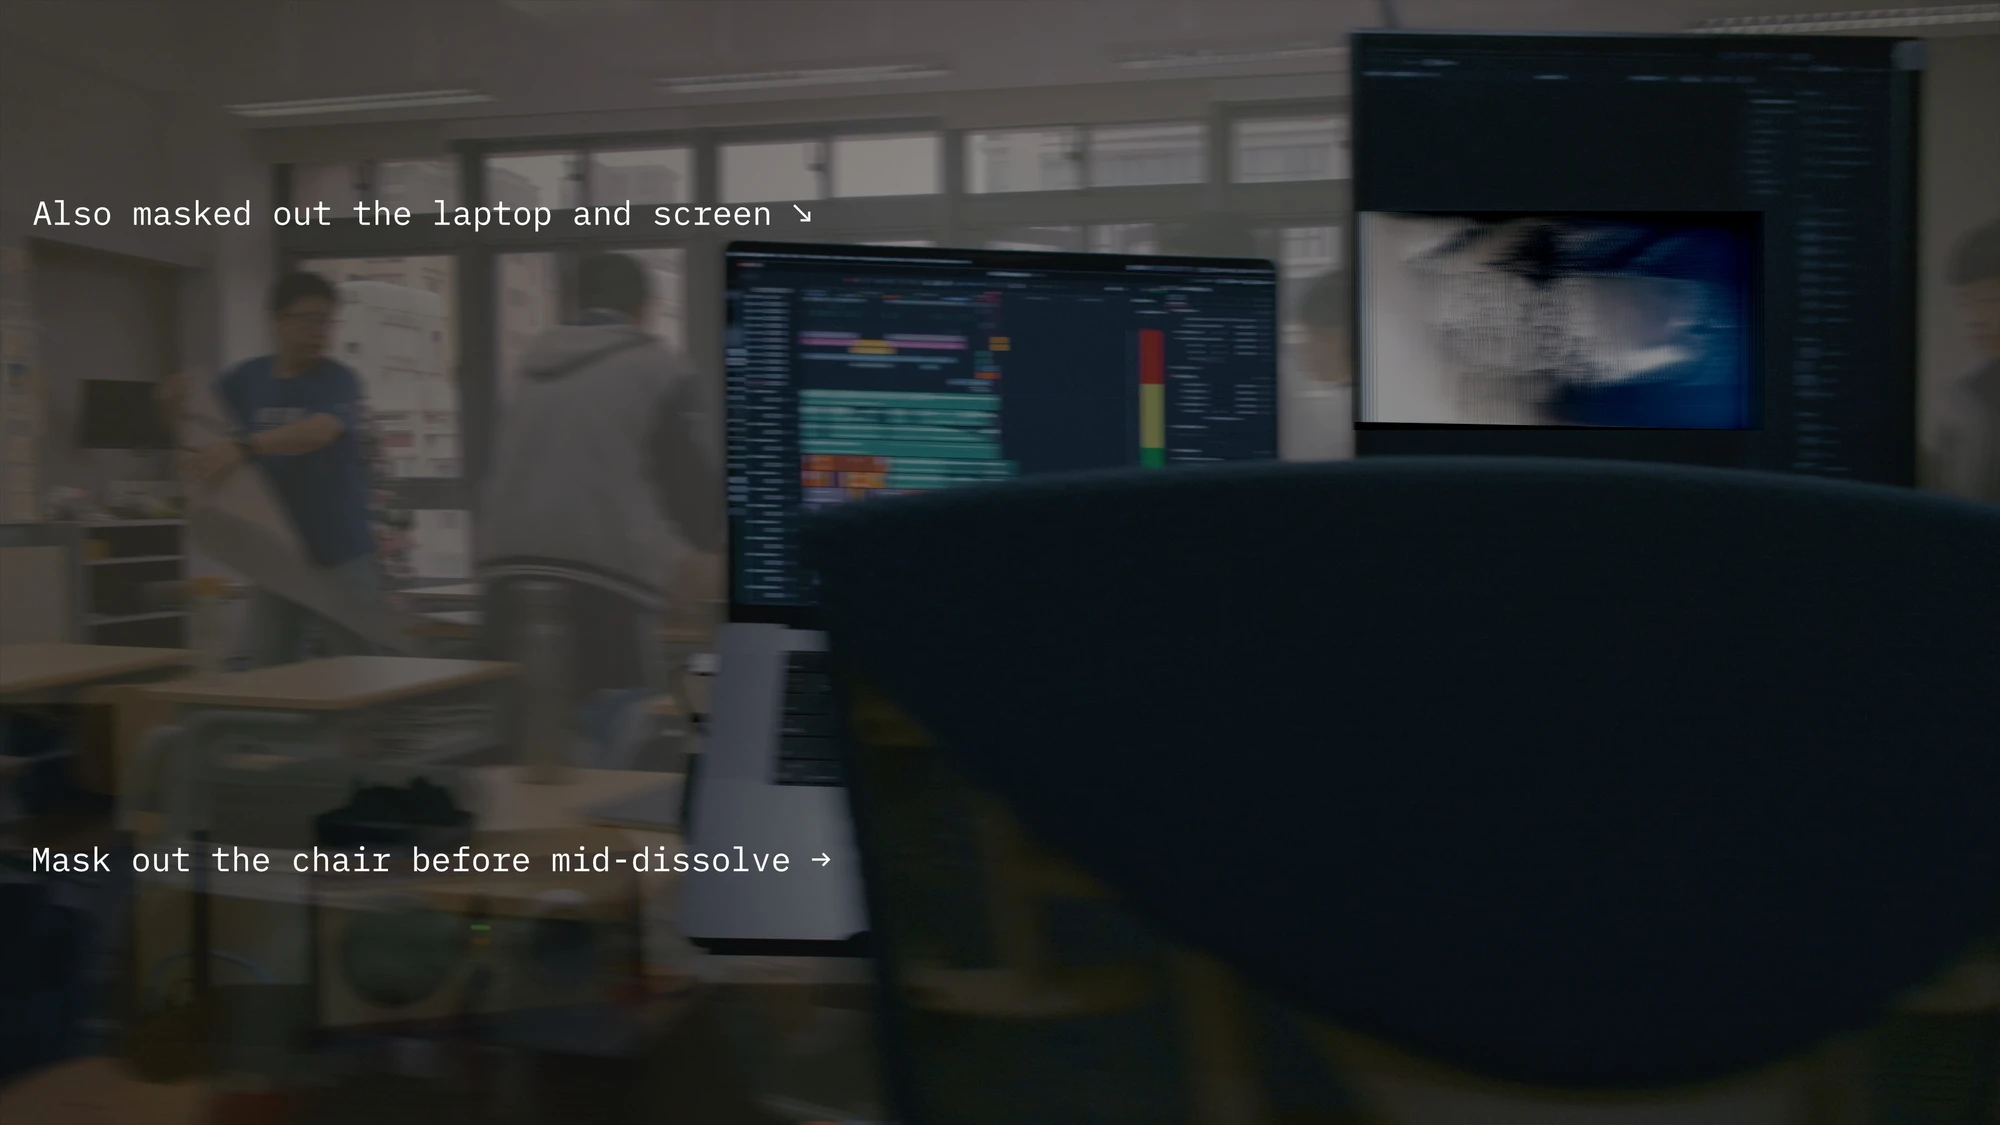 Also masked out the laptop and screen ↘
Mask out the chair before mid-dissolve →